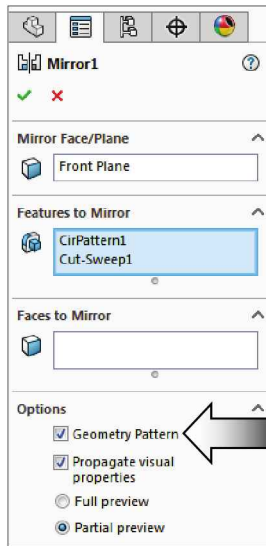 Mirror1
Mirror Face/Plane
Front Plane
Features to Mirror
CirPattern1
Cut-Sweep1
Faces to Mirror
Options
Geometry Pattern
Propagate visual
properties
Full preview
Partial preview